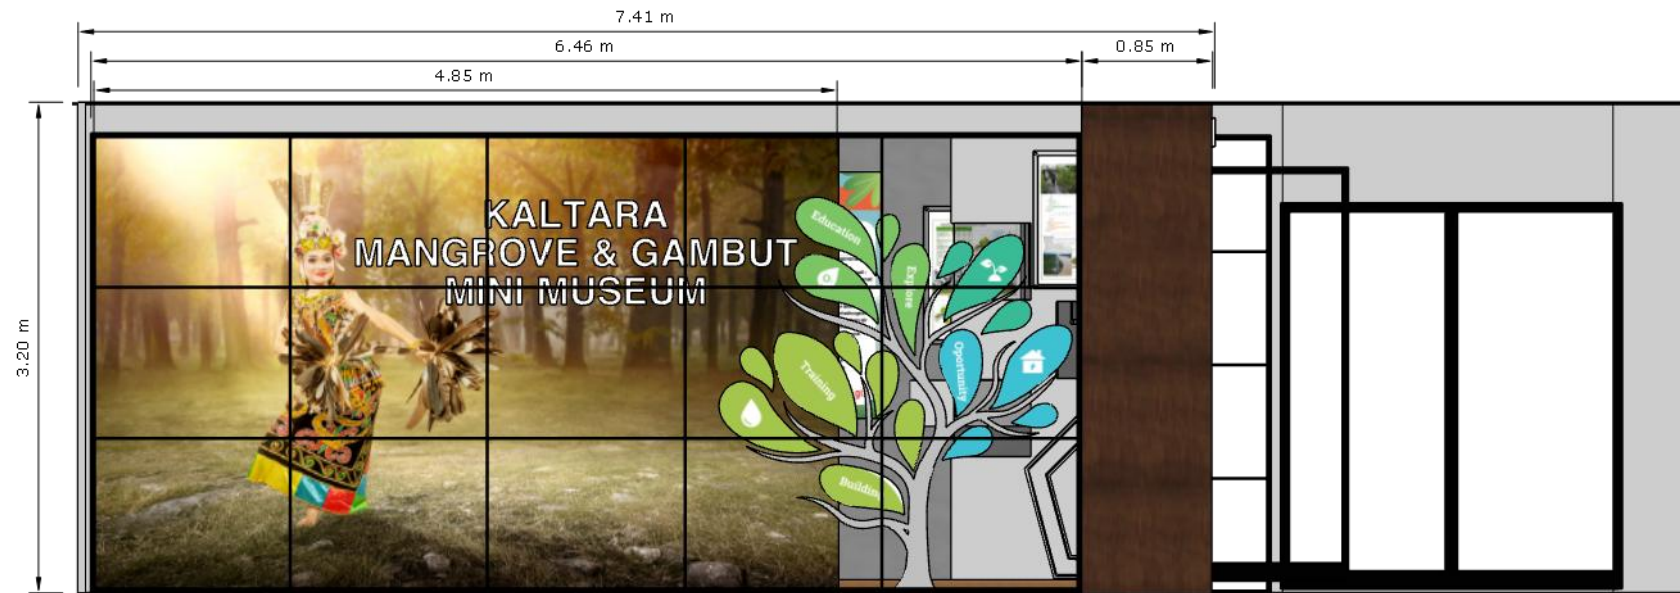 7.41 m
6.46 m
0.85 m
4.85 m
3.20 m
KALTARA
MANGROVE & GAMBUT
MINI MUSEUM
Education
Explore
Training
Oportunity
Building